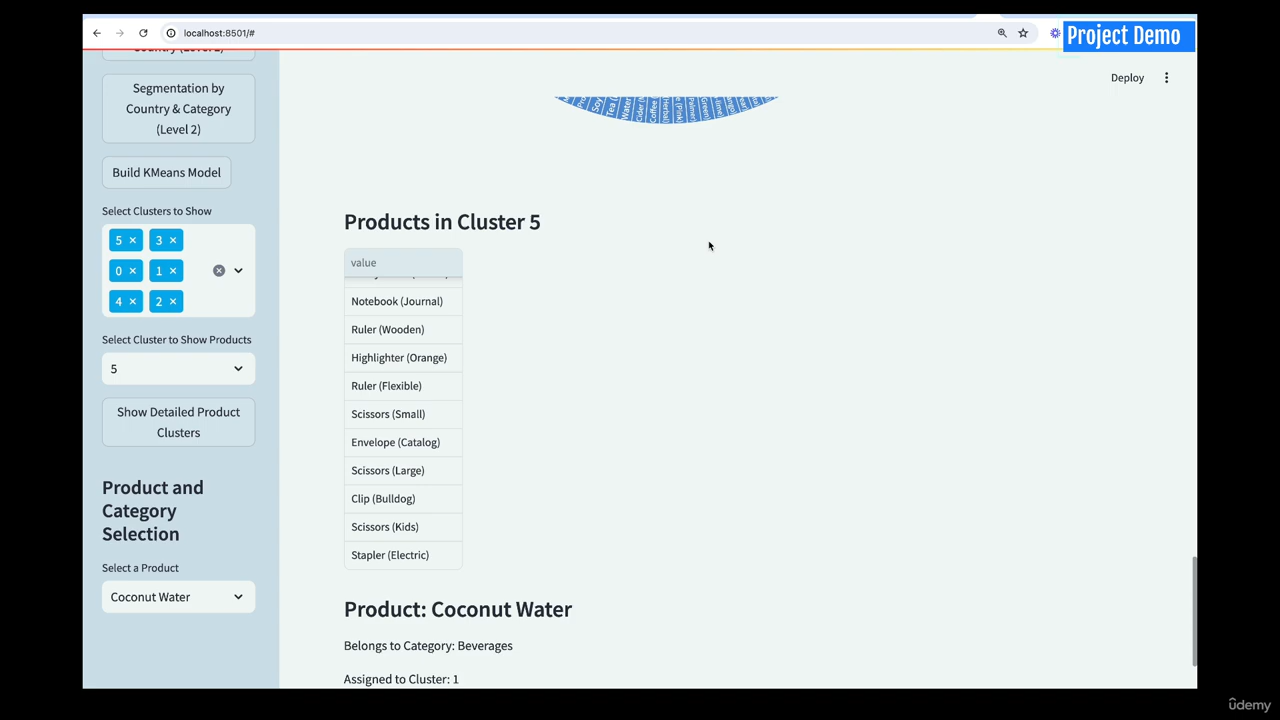 localhost:8501/#
Project Demo
Deploy
Segmentation by
Country & Category
(Level 2)
Build KMeans Model
Select Clusters to Show
5 × 3 ×
0 × 1 ×
4 × 2 ×
Select Cluster to Show Products
5
Show Detailed Product
Clusters
Product and
Category
Selection
Select a Product
Coconut Water
Products in Cluster 5
value
Notebook (Journal)
Ruler (Wooden)
Highlighter (Orange)
Ruler (Flexible)
Scissors (Small)
Envelope (Catalog)
Scissors (Large)
Clip (Bulldog)
Scissors (Kids)
Stapler (Electric)
Product: Coconut Water
Belongs to Category: Beverages
Assigned to Cluster: 1
ûdemy